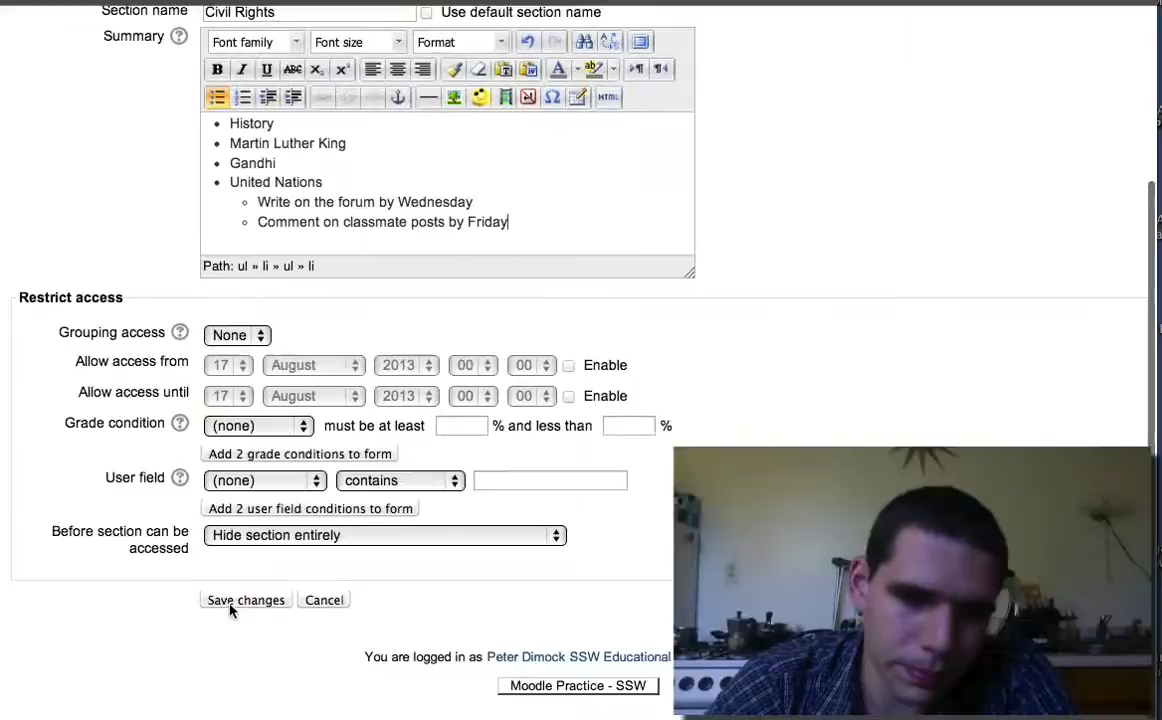 Section name Civil Rights Use default section name
Summary Font family Font size Format
B I U ABC X₂ X² A ab
Ω HTML
• History
• Martin Luther King
• Gandhi
• United Nations
◦ Write on the forum by Wednesday
◦ Comment on classmate posts by Friday
Path: ul » li » ul » li
Restrict access
Grouping access None
Allow access from 17 August 2013 00 00 Enable
Allow access until 17 August 2013 00 00 Enable
Grade condition (none) must be at least % and less than %
Add 2 grade conditions to form
User field (none) contains
Add 2 user field conditions to form
Before section can be accessed Hide section entirely
Save changes Cancel
You are logged in as Peter Dimock SSW Educational
Moodle Practice - SSW